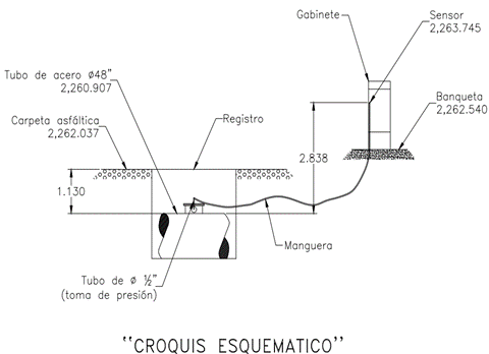 Gabinete
Sensor
2,263.745
Tubo de acero ø48"
2,260.907
Banqueta
2,262.540
Carpeta asfáltica
2,262.037
Registro
2.838
1.130
Manguera
Tubo de ø ½"
(toma de presión)
"CROQUIS ESQUEMATICO"